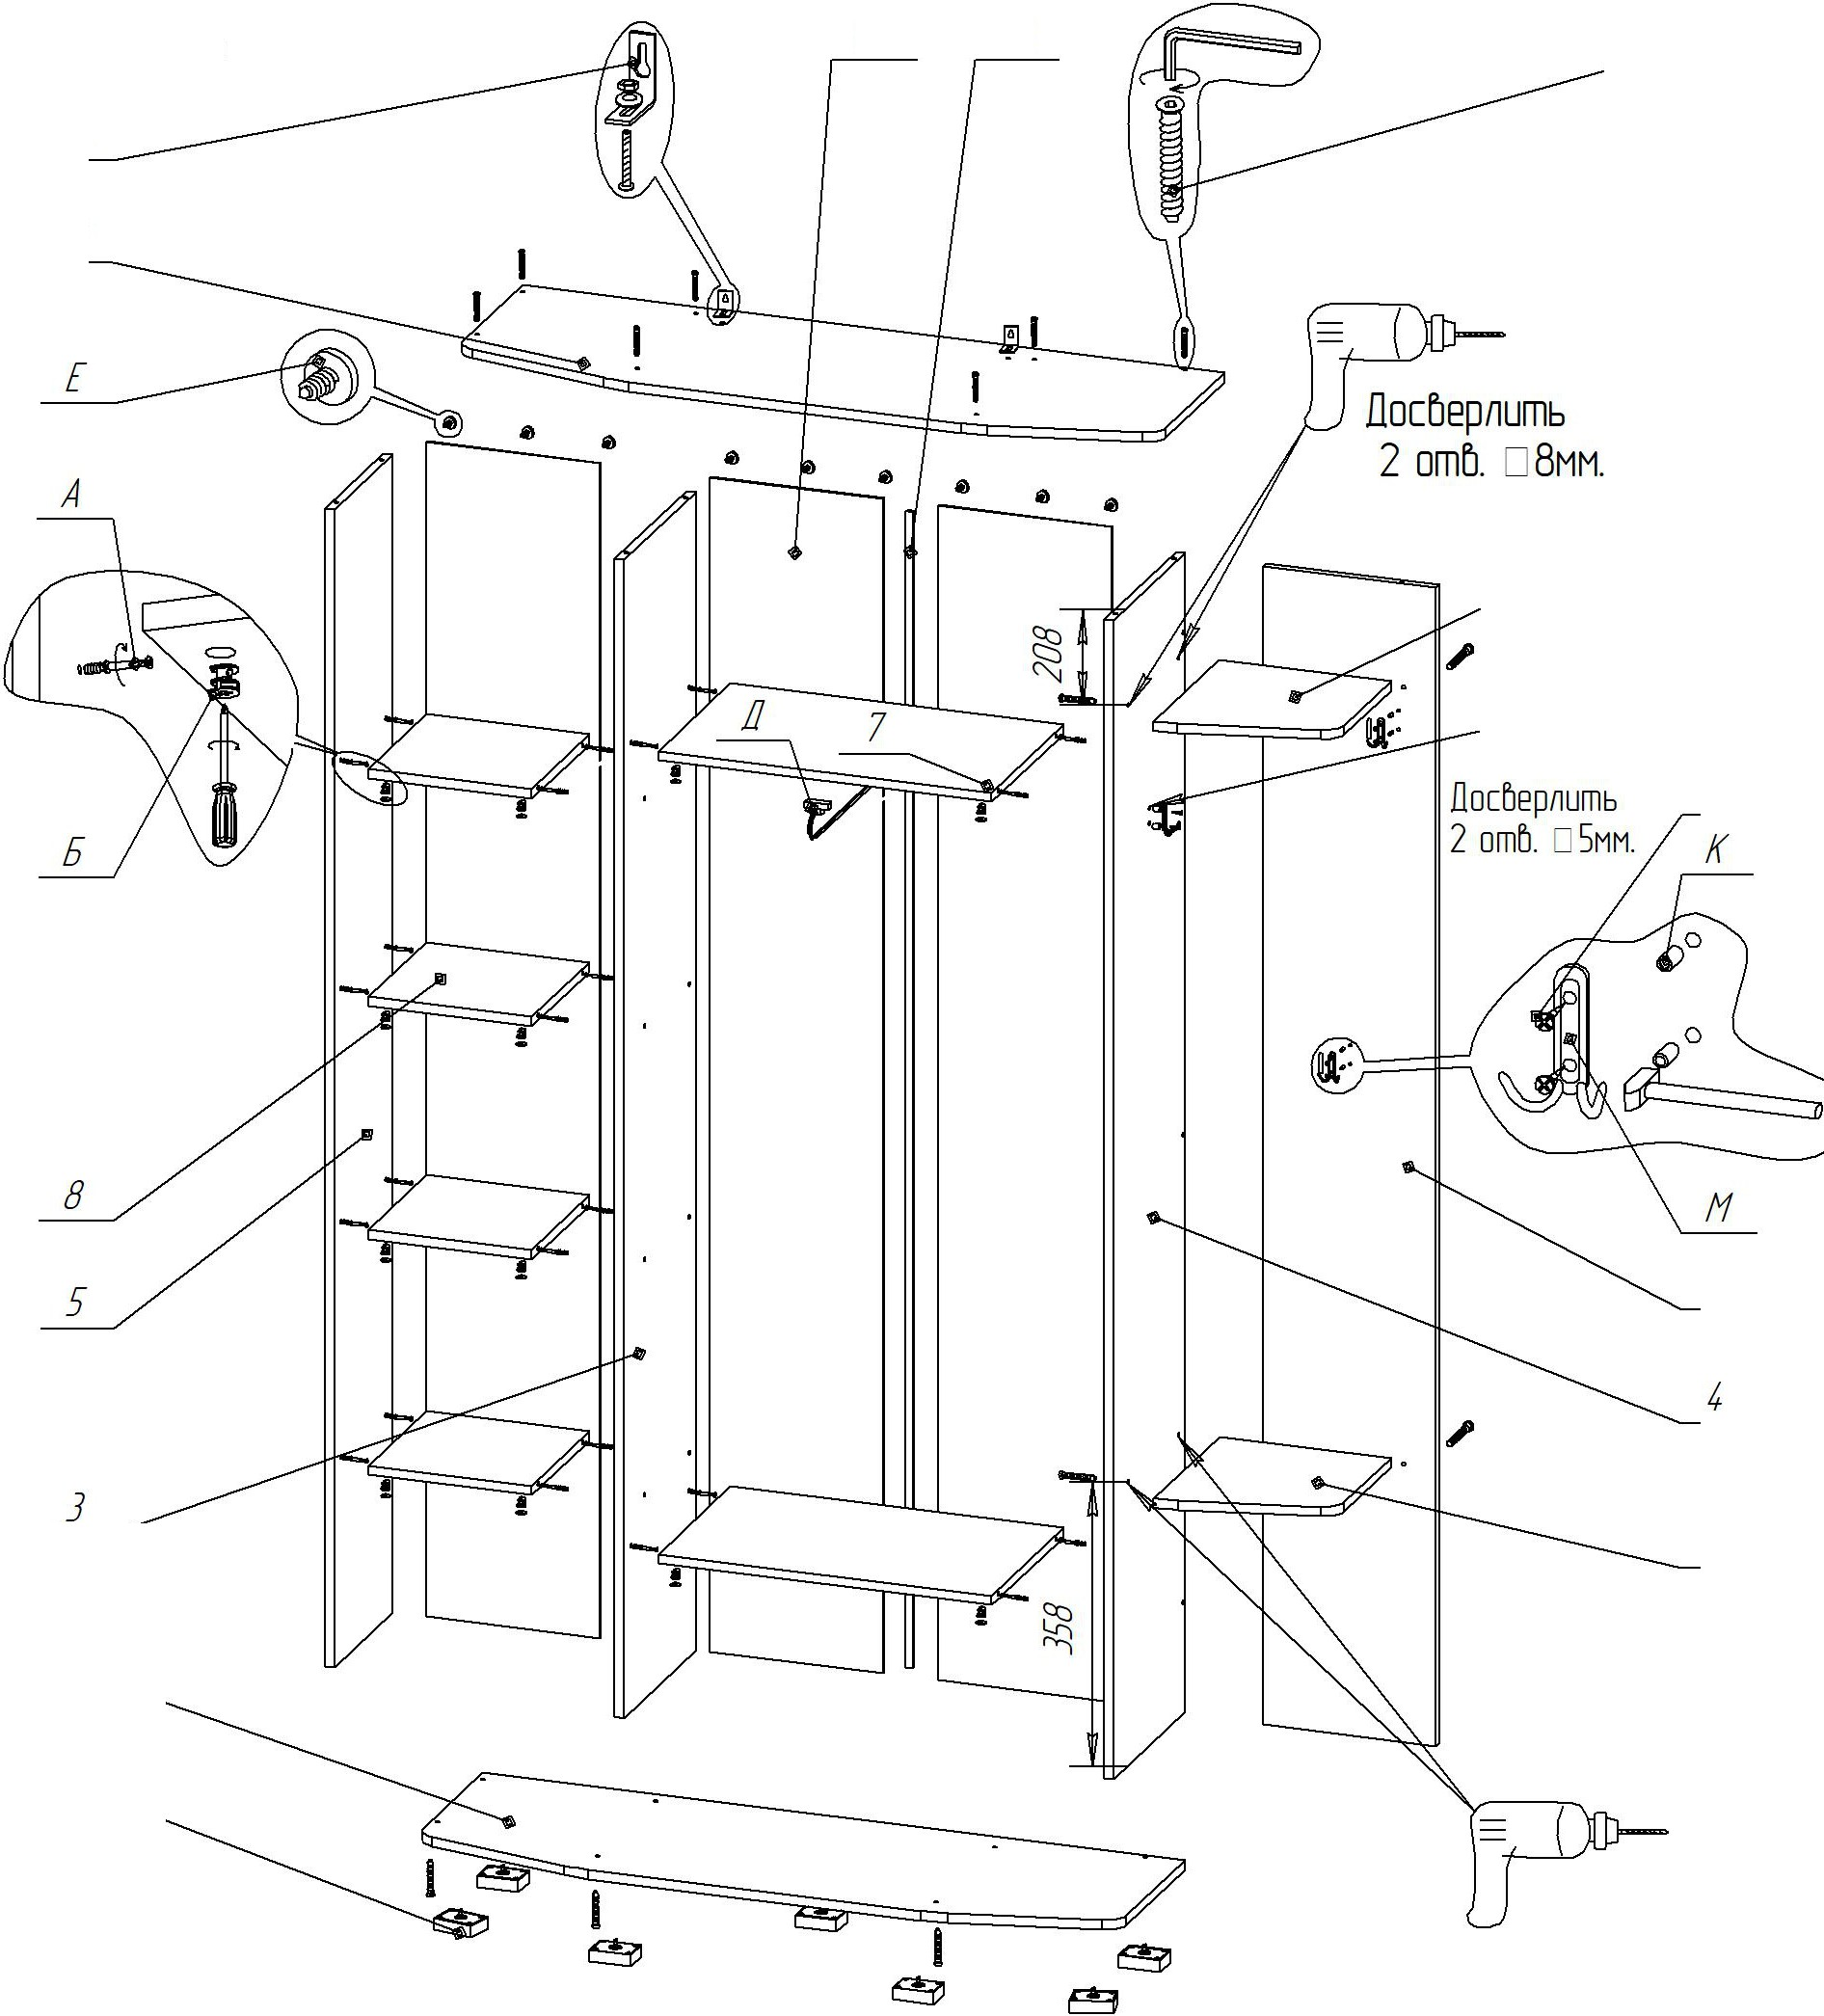 Е
Досверлить
2 отв. □8мм.
А
208
Д
7
Досверлить
2 отв. □5мм.
К
Б
8
М
5
4
3
358